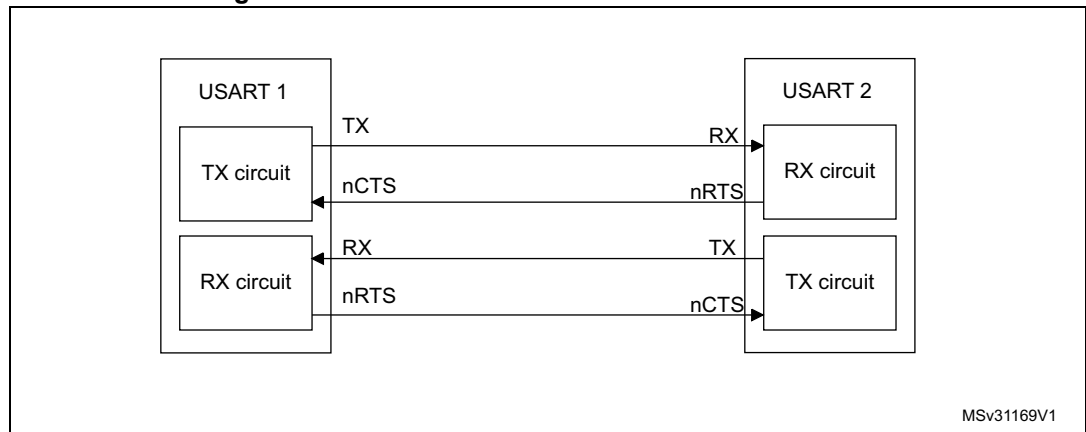 USART 1
USART 2
TX
RX
TX circuit
RX circuit
nCTS
nRTS
RX
TX
RX circuit
TX circuit
nRTS
nCTS
MSv31169V1